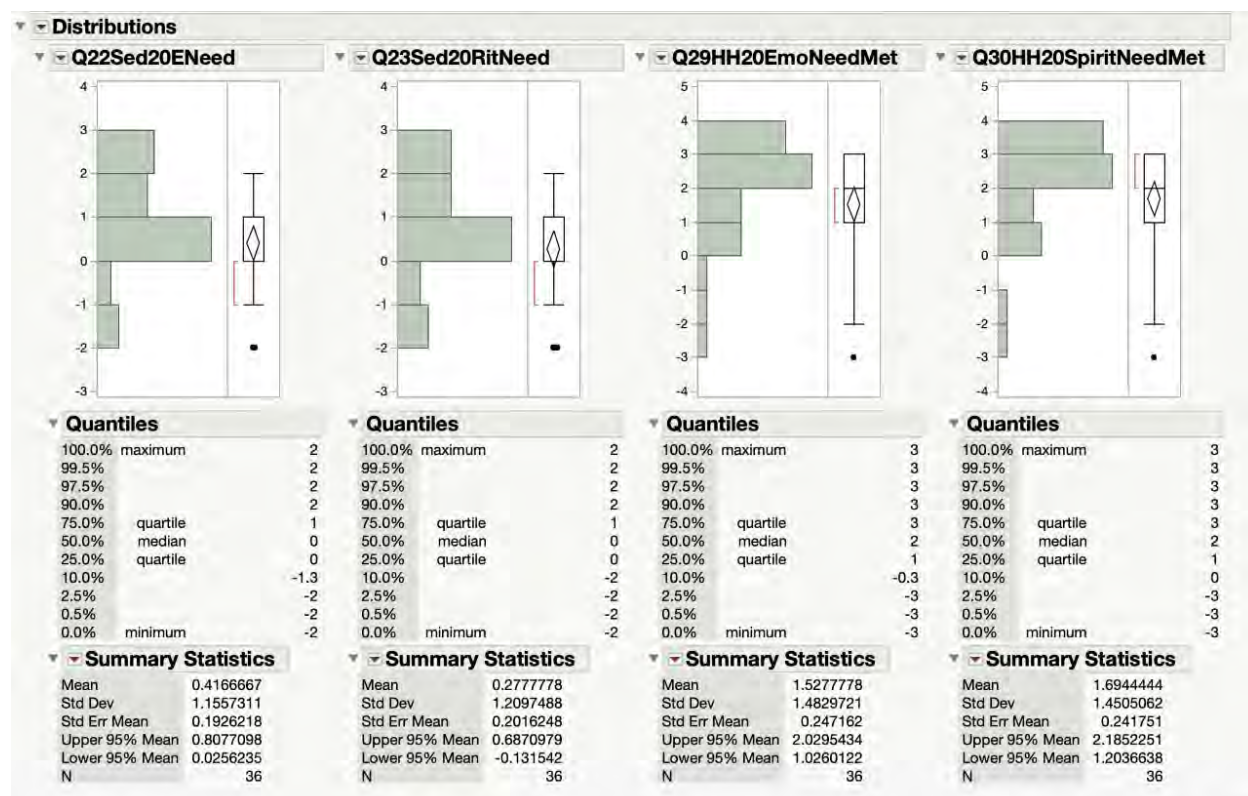 Distributions
Q22Sed20ENeed
4
3
2
1
0
-1
-2
-3
Quantiles
100.0% maximum 2
99.5% 2
97.5% 2
90.0% 2
75.0% quartile 1
50.0% median 0
25.0% quartile 0
10.0% -1.3
2.5% -2
0.5% -2
0.0% minimum -2
Summary Statistics
Mean 0.4166667
Std Dev 1.1557311
Std Err Mean 0.1926218
Upper 95% Mean 0.8077098
Lower 95% Mean 0.0256235
N 36
Q23Sed20RitNeed
4
3
2
1
0
-1
-2
-3
Quantiles
100.0% maximum 2
99.5% 2
97.5% 2
90.0% 2
75.0% quartile 1
50.0% median 0
25.0% quartile 0
10.0% -2
2.5% -2
0.5% -2
0.0% minimum -2
Summary Statistics
Mean 0.2777778
Std Dev 1.2097488
Std Err Mean 0.2016248
Upper 95% Mean 0.6870979
Lower 95% Mean -0.131542
N 36
Q29HH20EmoNeedMet
5
4
3
2
1
0
-1
-2
-3
-4
Quantiles
100.0% maximum 3
99.5% 3
97.5% 3
90.0% 3
75.0% quartile 3
50.0% median 2
25.0% quartile 1
10.0% -0.3
2.5% -3
0.5% -3
0.0% minimum -3
Summary Statistics
Mean 1.5277778
Std Dev 1.4829721
Std Err Mean 0.247162
Upper 95% Mean 2.0295434
Lower 95% Mean 1.0260122
N 36
Q30HH20SpiritNeedMet
5
4
3
2
1
0
-1
-2
-3
-4
Quantiles
100.0% maximum 3
99.5% 3
97.5% 3
90.0% 3
75.0% quartile 3
50.0% median 2
25.0% quartile 1
10.0% 0
2.5% -3
0.5% -3
0.0% minimum -3
Summary Statistics
Mean 1.6944444
Std Dev 1.4505062
Std Err Mean 0.241751
Upper 95% Mean 2.1852251
Lower 95% Mean 1.2036638
N 36